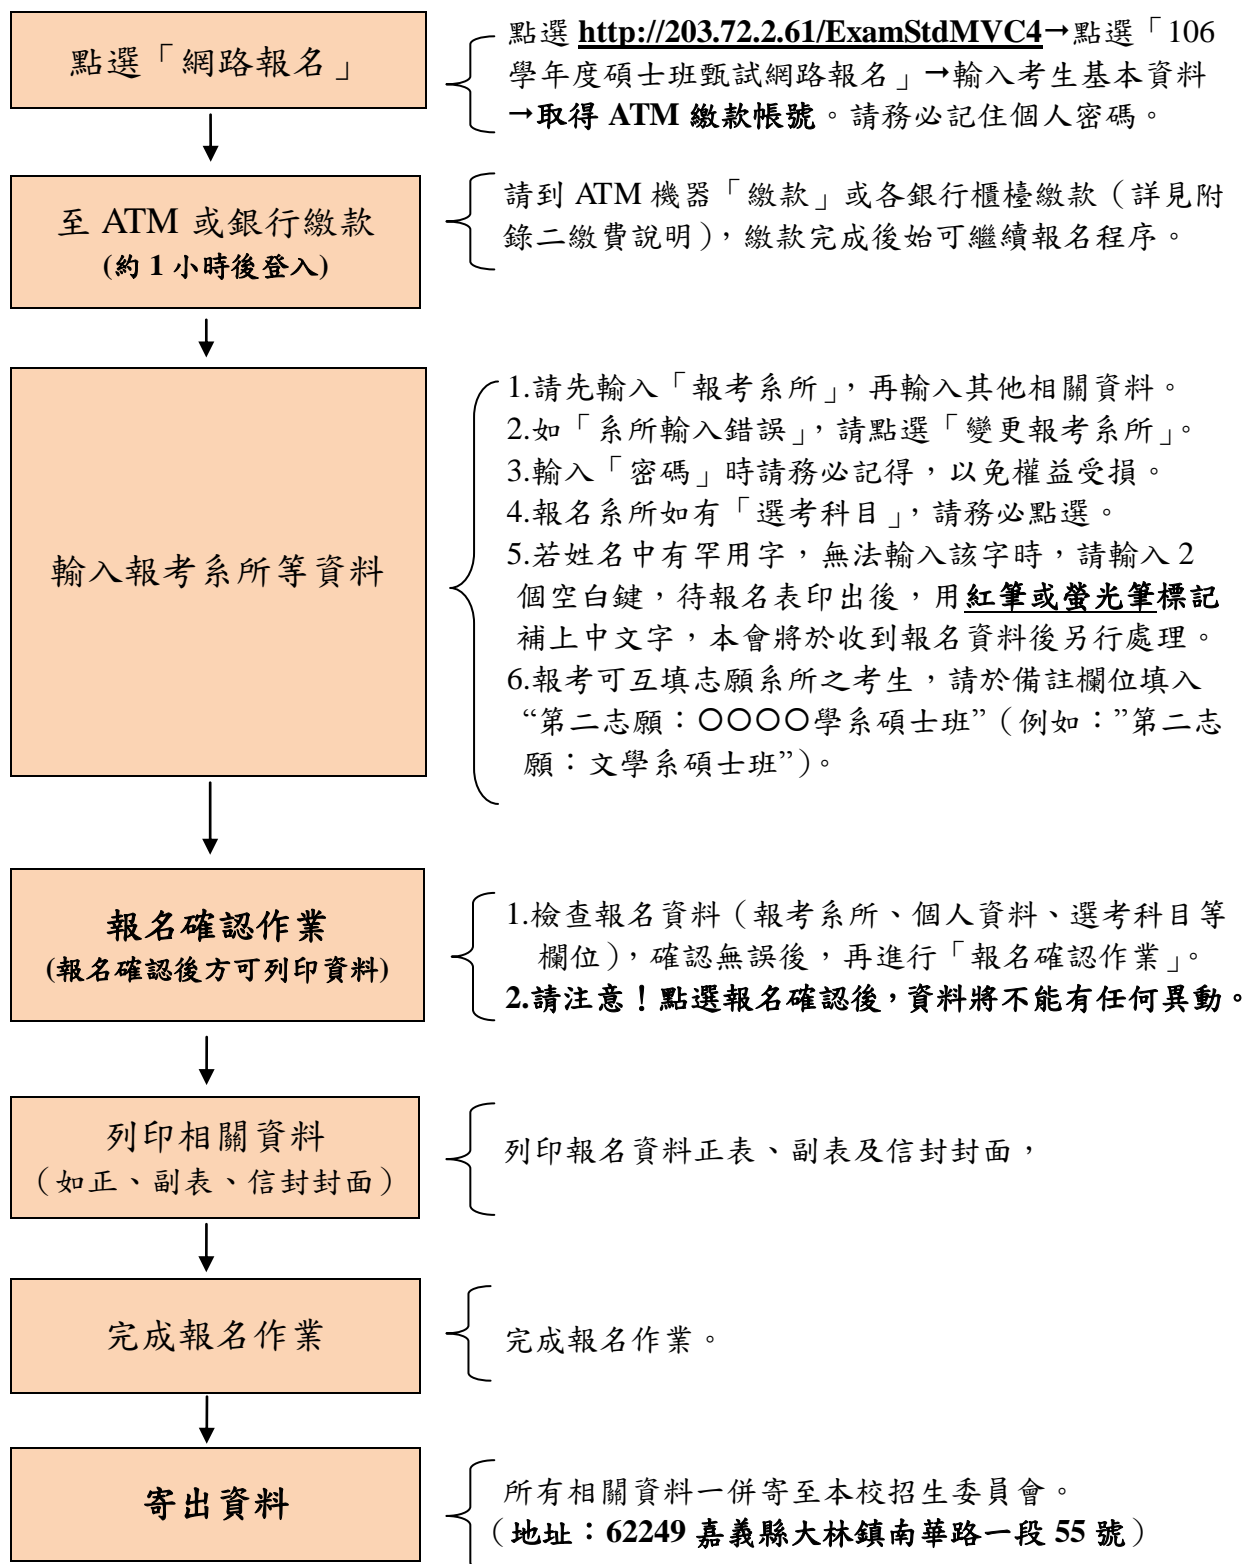 點選「網路報名」
點選 http://203.72.2.61/ExamStdMVC4→點選「106
學年度碩士班甄試網路報名」→輸入考生基本資料
→取得 ATM 繳款帳號。請務必記住個人密碼。
至 ATM 或銀行繳款
(約 1 小時後登入)
請到 ATM 機器「繳款」或各銀行櫃檯繳款（詳見附
錄二繳費說明），繳款完成後始可繼續報名程序。
輸入報考系所等資料
1.請先輸入「報考系所」，再輸入其他相關資料。
2.如「系所輸入錯誤」，請點選「變更報考系所」。
3.輸入「密碼」時請務必記得，以免權益受損。
4.報名系所如有「選考科目」，請務必點選。
5.若姓名中有罕用字，無法輸入該字時，請輸入 2
個空白鍵，待報名表印出後，用紅筆或螢光筆標記
補上中文字，本會將於收到報名資料後另行處理。
6.報考可互填志願系所之考生，請於備註欄位填入
“第二志願：〇〇〇〇學系碩士班”（例如：”第二志
願：文學系碩士班”）。
報名確認作業
(報名確認後方可列印資料)
1.檢查報名資料（報考系所、個人資料、選考科目等
欄位），確認無誤後，再進行「報名確認作業」。
2.請注意！點選報名確認後，資料將不能有任何異動。
列印相關資料
（如正、副表、信封封面）
列印報名資料正表、副表及信封封面，
完成報名作業
完成報名作業。
寄出資料
所有相關資料一併寄至本校招生委員會。
（地址：62249 嘉義縣大林鎮南華路一段 55 號）